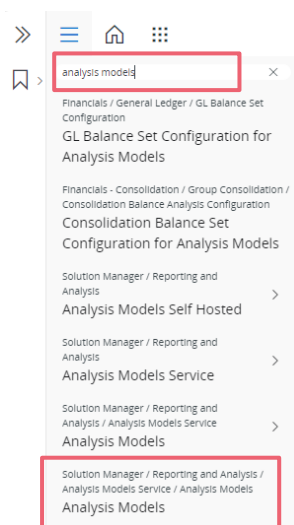 analysis models
Financials / General Ledger / GL Balance Set
Configuration
GL Balance Set Configuration for
Analysis Models
Financials - Consolidation / Group Consolidation /
Consolidation Balance Analysis Configuration
Consolidation Balance Set
Configuration for Analysis Models
Solution Manager / Reporting and
Analysis
Analysis Models Self Hosted
Solution Manager / Reporting and
Analysis
Analysis Models Service
Solution Manager / Reporting and
Analysis / Analysis Models Service
Analysis Models
Solution Manager / Reporting and Analysis /
Analysis Models Service / Analysis Models
Analysis Models